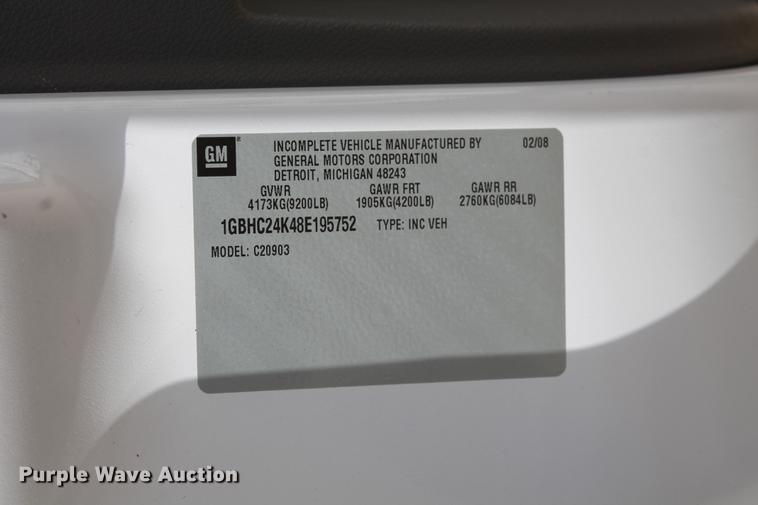 GM
INCOMPLETE VEHICLE MANUFACTURED BY 02/08
GENERAL MOTORS CORPORATION
DETROIT, MICHIGAN 48243
GVWR GAWR FRT GAWR RR
4173KG(9200LB) 1905KG(4200LB) 2760KG(6084LB)
1GBHC24K48E195752 TYPE: INC VEH
MODEL: C20903
Purple Wave Auction